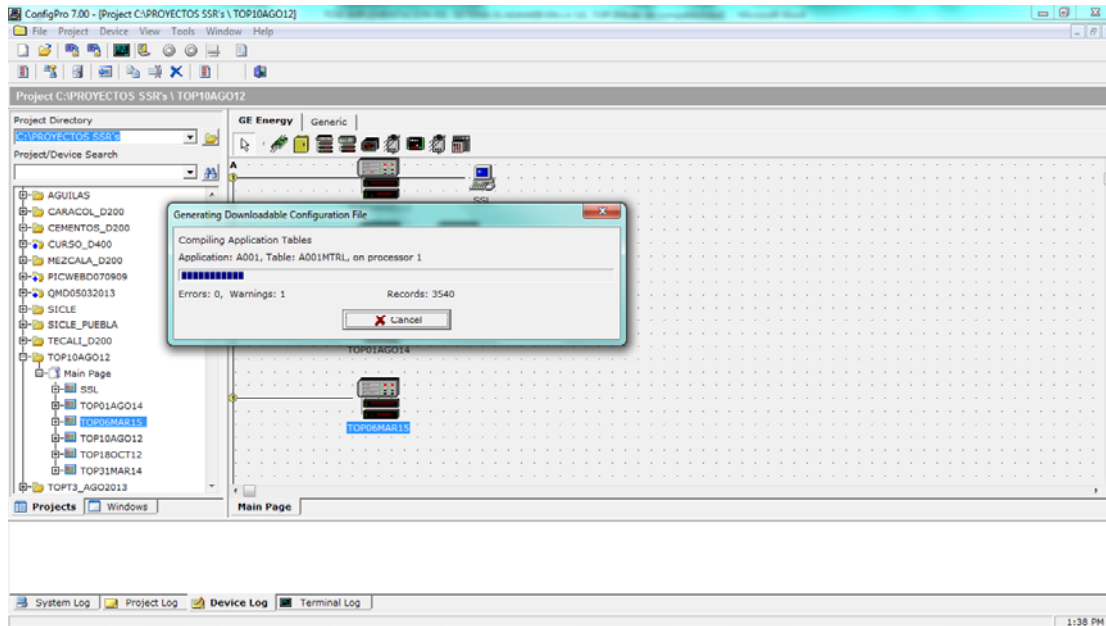 ConfigPro 7.00 - [Project C:\PROYECTOS SSR's \ TOP10AGO12]
File Project Device View Tools Window Help
Project C:\PROYECTOS SSR's \ TOP10AGO12
Project Directory
C:\PROYECTOS SSR's
Project/Device Search
AGUILAS
CARACOL_D200
CEMENTOS_D200
CURSO_D400
MEZCALA_D200
PICWEBD070909
QMD05032013
SICLE
SICLE_PUEBLA
TECALI_D200
TOP10AGO12
Main Page
SSL
TOP01AGO14
TOP06MAR15
TOP10AGO12
TOP18OCT12
TOP31MAR14
TOPT3_AGO2013
Projects Windows
GE Energy Generic
A
SSL
Generating Downloadable Configuration File
Compiling Application Tables
Application: A001, Table: A001MTRL, on processor 1
Errors: 0, Warnings: 1 Records: 3540
Cancel
TOP01AGO14
TOP06MAR15
Main Page
System Log Project Log Device Log Terminal Log
1:38 PM